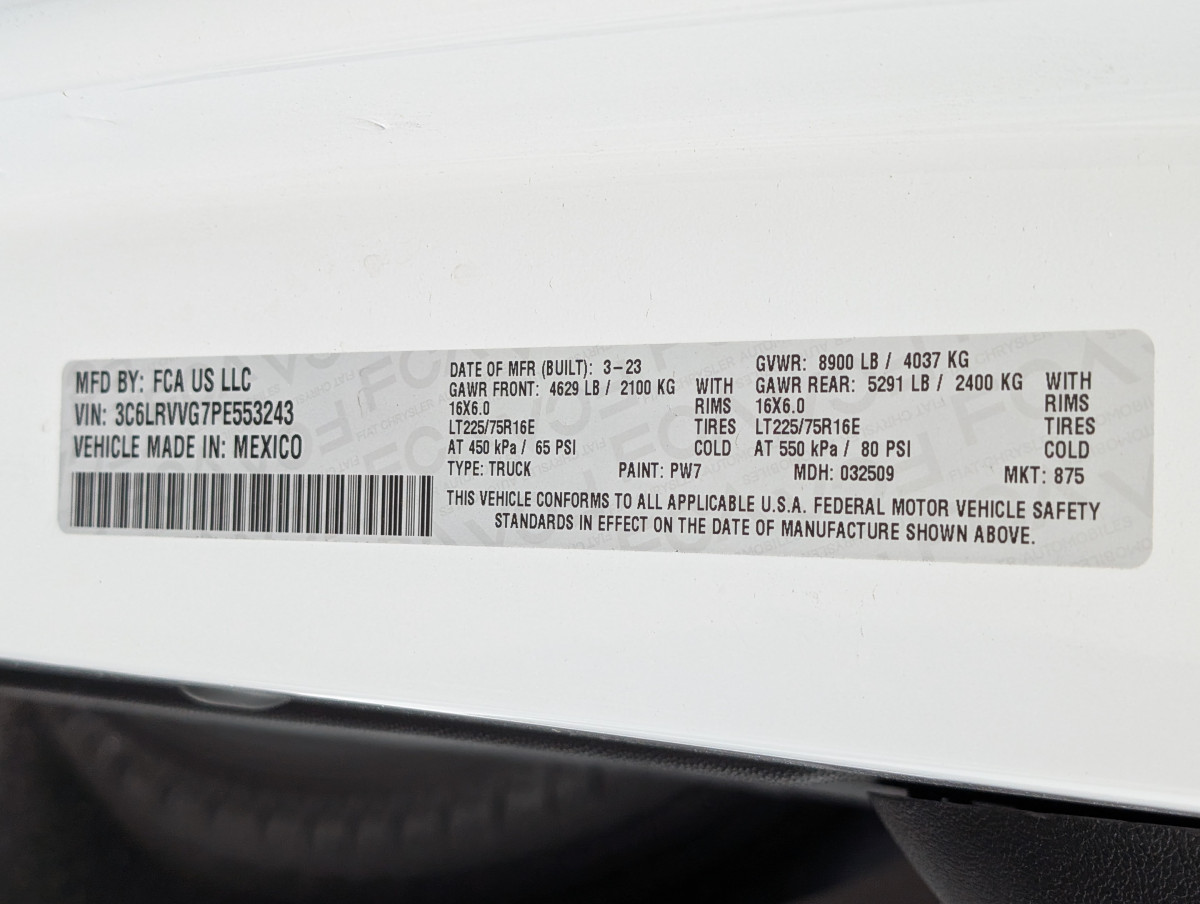 MFD BY: FCA US LLC
VIN: 3C6LRVVG7PE553243
VEHICLE MADE IN: MEXICO
DATE OF MFR (BUILT): 3-23
GVWR: 8900 LB / 4037 KG
GAWR FRONT: 4629 LB / 2100 KG WITH
GAWR REAR: 5291 LB / 2400 KG WITH
16X6.0 RIMS 16X6.0 RIMS
LT225/75R16E TIRES LT225/75R16E TIRES
AT 450 kPa / 65 PSI COLD AT 550 kPa / 80 PSI COLD
TYPE: TRUCK PAINT: PW7 MDH: 032509 MKT: 875
THIS VEHICLE CONFORMS TO ALL APPLICABLE U.S.A. FEDERAL MOTOR VEHICLE SAFETY
STANDARDS IN EFFECT ON THE DATE OF MANUFACTURE SHOWN ABOVE.